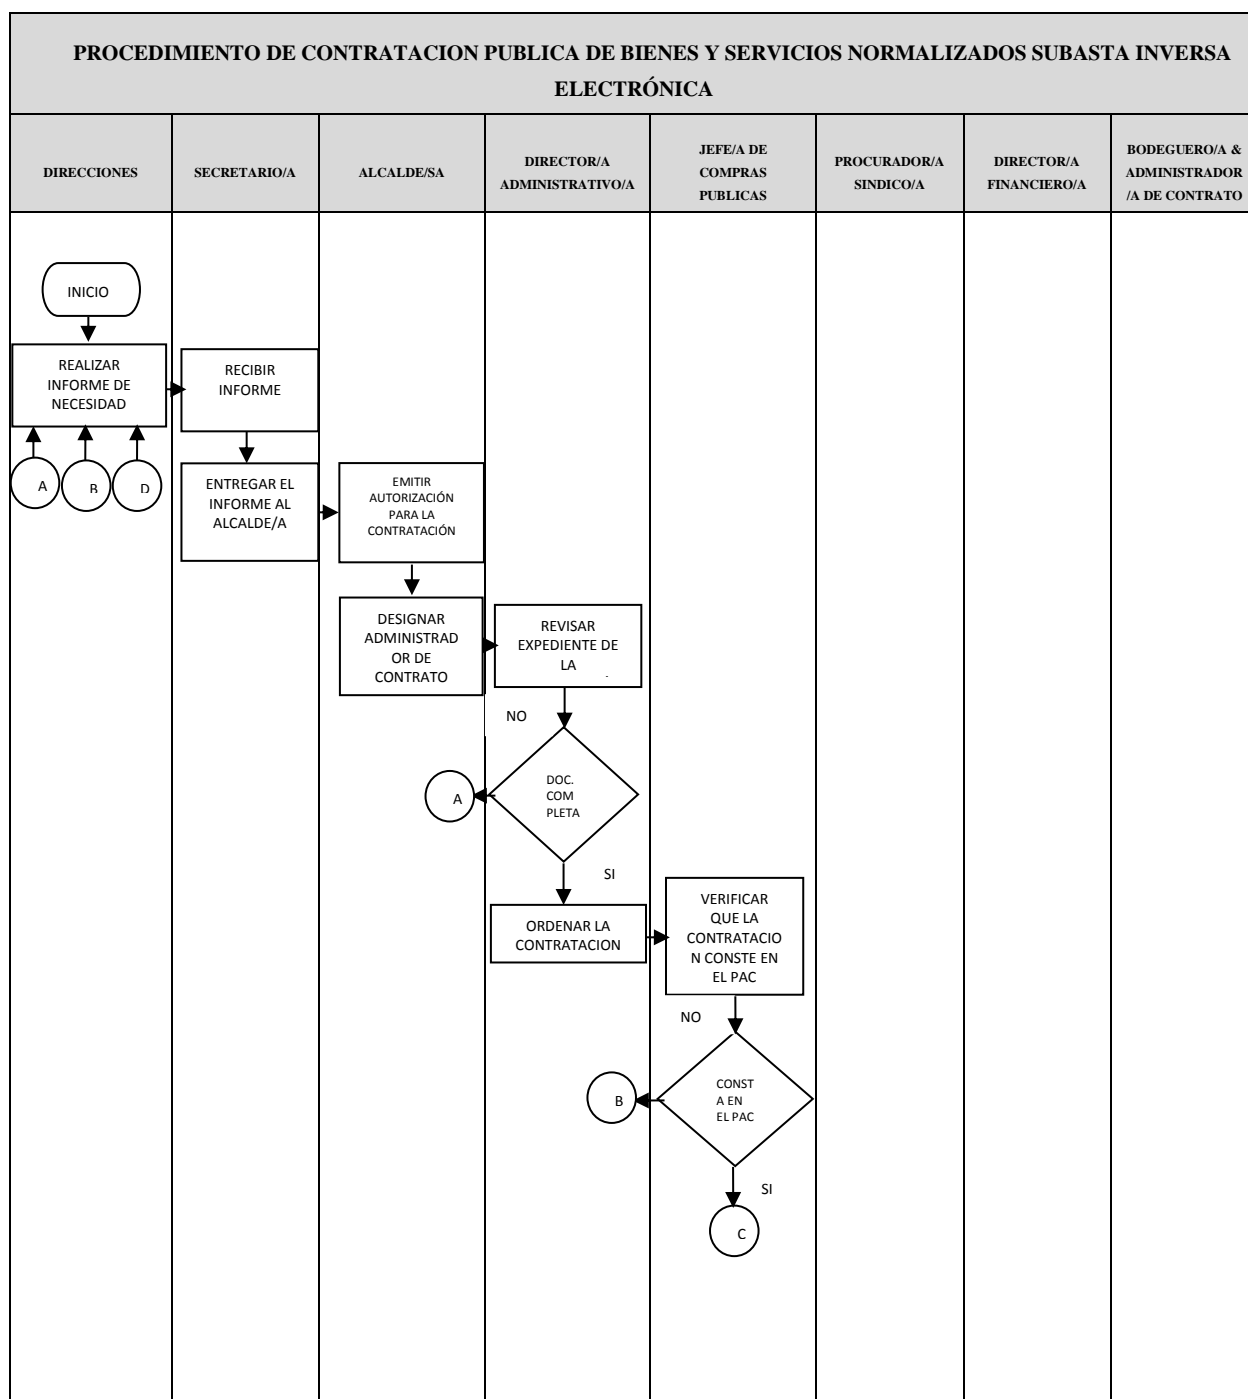 PROCEDIMIENTO DE CONTRATACION PUBLICA DE BIENES Y SERVICIOS NORMALIZADOS SUBASTA INVERSA
ELECTRÓNICA
DIRECCIONES
SECRETARIO/A
ALCALDE/SA
DIRECTOR/A
ADMINISTRATIVO/A
JEFE/A DE
COMPRAS
PUBLICAS
PROCURADOR/A
SINDICO/A
DIRECTOR/A
FINANCIERO/A
BODEGUERO/A &
ADMINISTRADOR
/A DE CONTRATO
INICIO
REALIZAR
INFORME DE
NECESIDAD
RECIBIR
INFORME
A
B
D
ENTREGAR EL
INFORME AL
ALCALDE/A
EMITIR
AUTORIZACIÓN
PARA LA
CONTRATACIÓN
DESIGNAR
ADMINISTRAD
OR DE
CONTRATO
REVISAR
EXPEDIENTE DE
LA
NO
DOC.
COM
PLETA
A
SI
ORDENAR LA
CONTRATACION
VERIFICAR
QUE LA
CONTRATACIO
N CONSTE EN
EL PAC
NO
CONST
A EN
EL PAC
B
SI
C